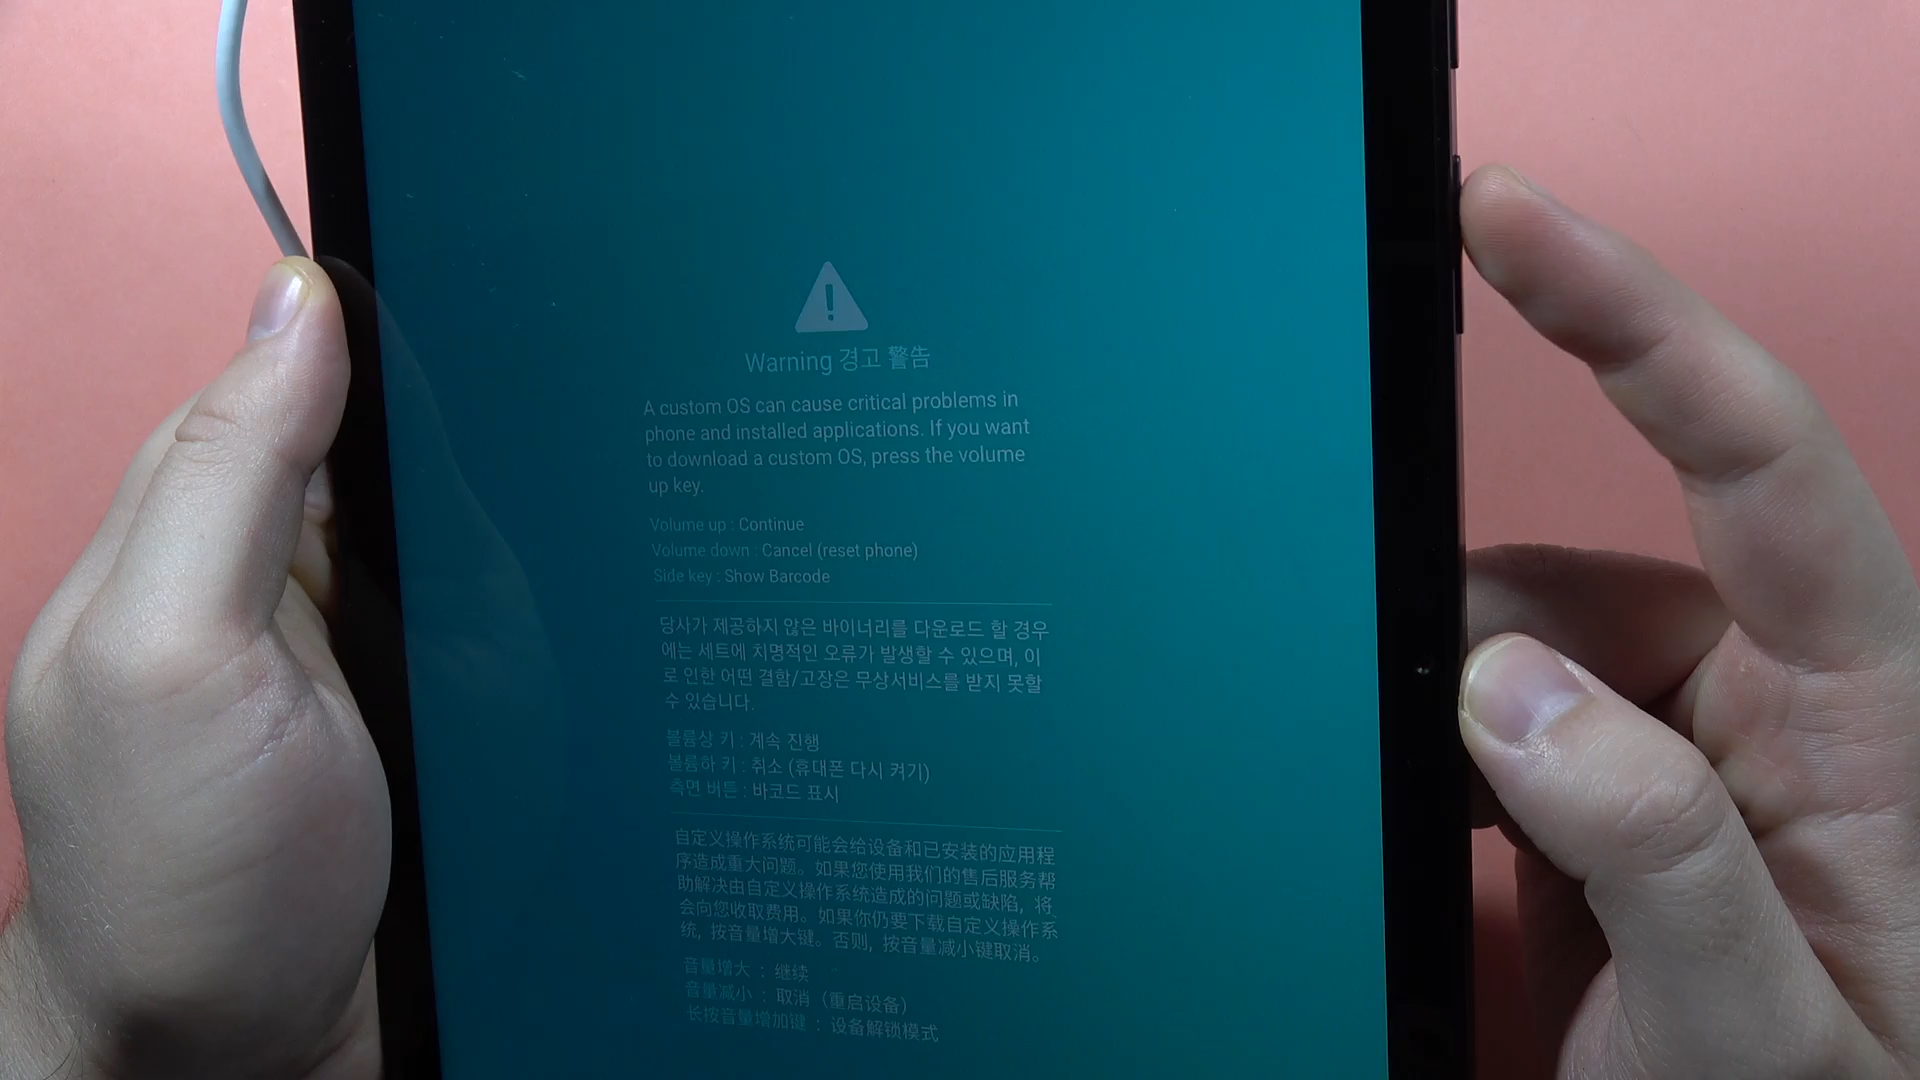 Warning 경고 警告
A custom OS can cause critical problems in
phone and installed applications. If you want
to download a custom OS, press the volume
up key.
Volume up : Continue
Volume down : Cancel (reset phone)
Side key : Show Barcode
당사가 제공하지 않은 바이너리를 다운로드 할 경우
에는 세트에 치명적인 오류가 발생할 수 있으며, 이
로 인한 어떤 결함/고장은 무상서비스를 받지 못할
수 있습니다.
볼륨상 키 : 계속 진행
볼륨하 키 : 취소 (휴대폰 다시 켜기)
측면 버튼 : 바코드 표시
自定义操作系统可能会给设备和已安装的应用程
序造成重大问题。如果您使用我们的售后服务帮
助解决由自定义操作系统造成的问题或缺陷, 将
会向您收取费用。如果你仍要下载自定义操作系
统, 按音量增大键。否则, 按音量减小键取消。
音量增大 : 继续
音量减小 : 取消 (重启设备)
长按音量增加键 : 设备解锁模式